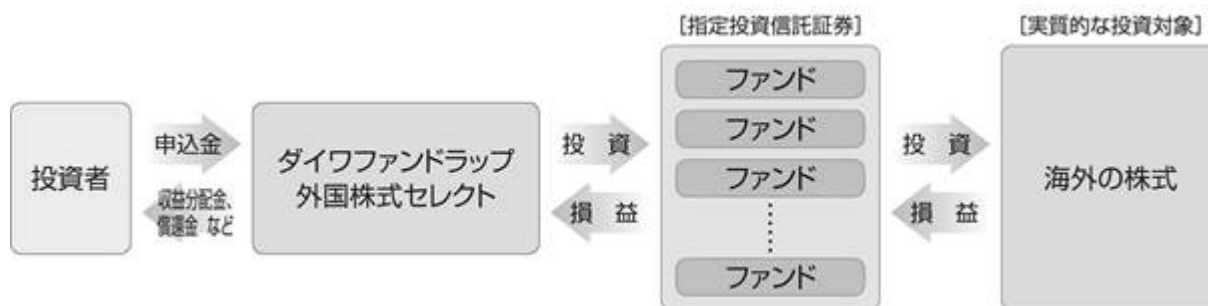 [指定投資信託証券]
[実質的な投資対象]
投資者
申込金
収益分配金、
償還金 など
ダイワファンドラップ
外国株式セレクト
投 資
損 益
ファンド
ファンド
ファンド
ファンド
投 資
損 益
海外の株式